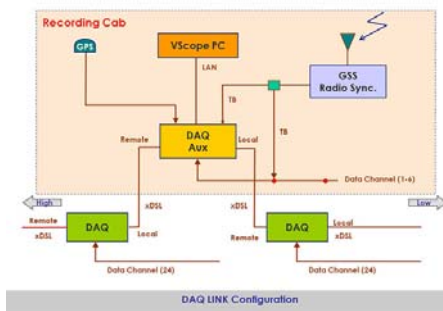 Recording Cab
GPS
VScope PC
LAN
GSS
Radio Sync.
TB
TB
Remote
DAQ
Aux
Local
Data Channel (1-6)
High
xDSL
xDSL
Low
Remote
xDSL
DAQ
Local
Remote
DAQ
Local
xDSL
Data Channel (24)
Data Channel (24)
DAQ LINK Configuration